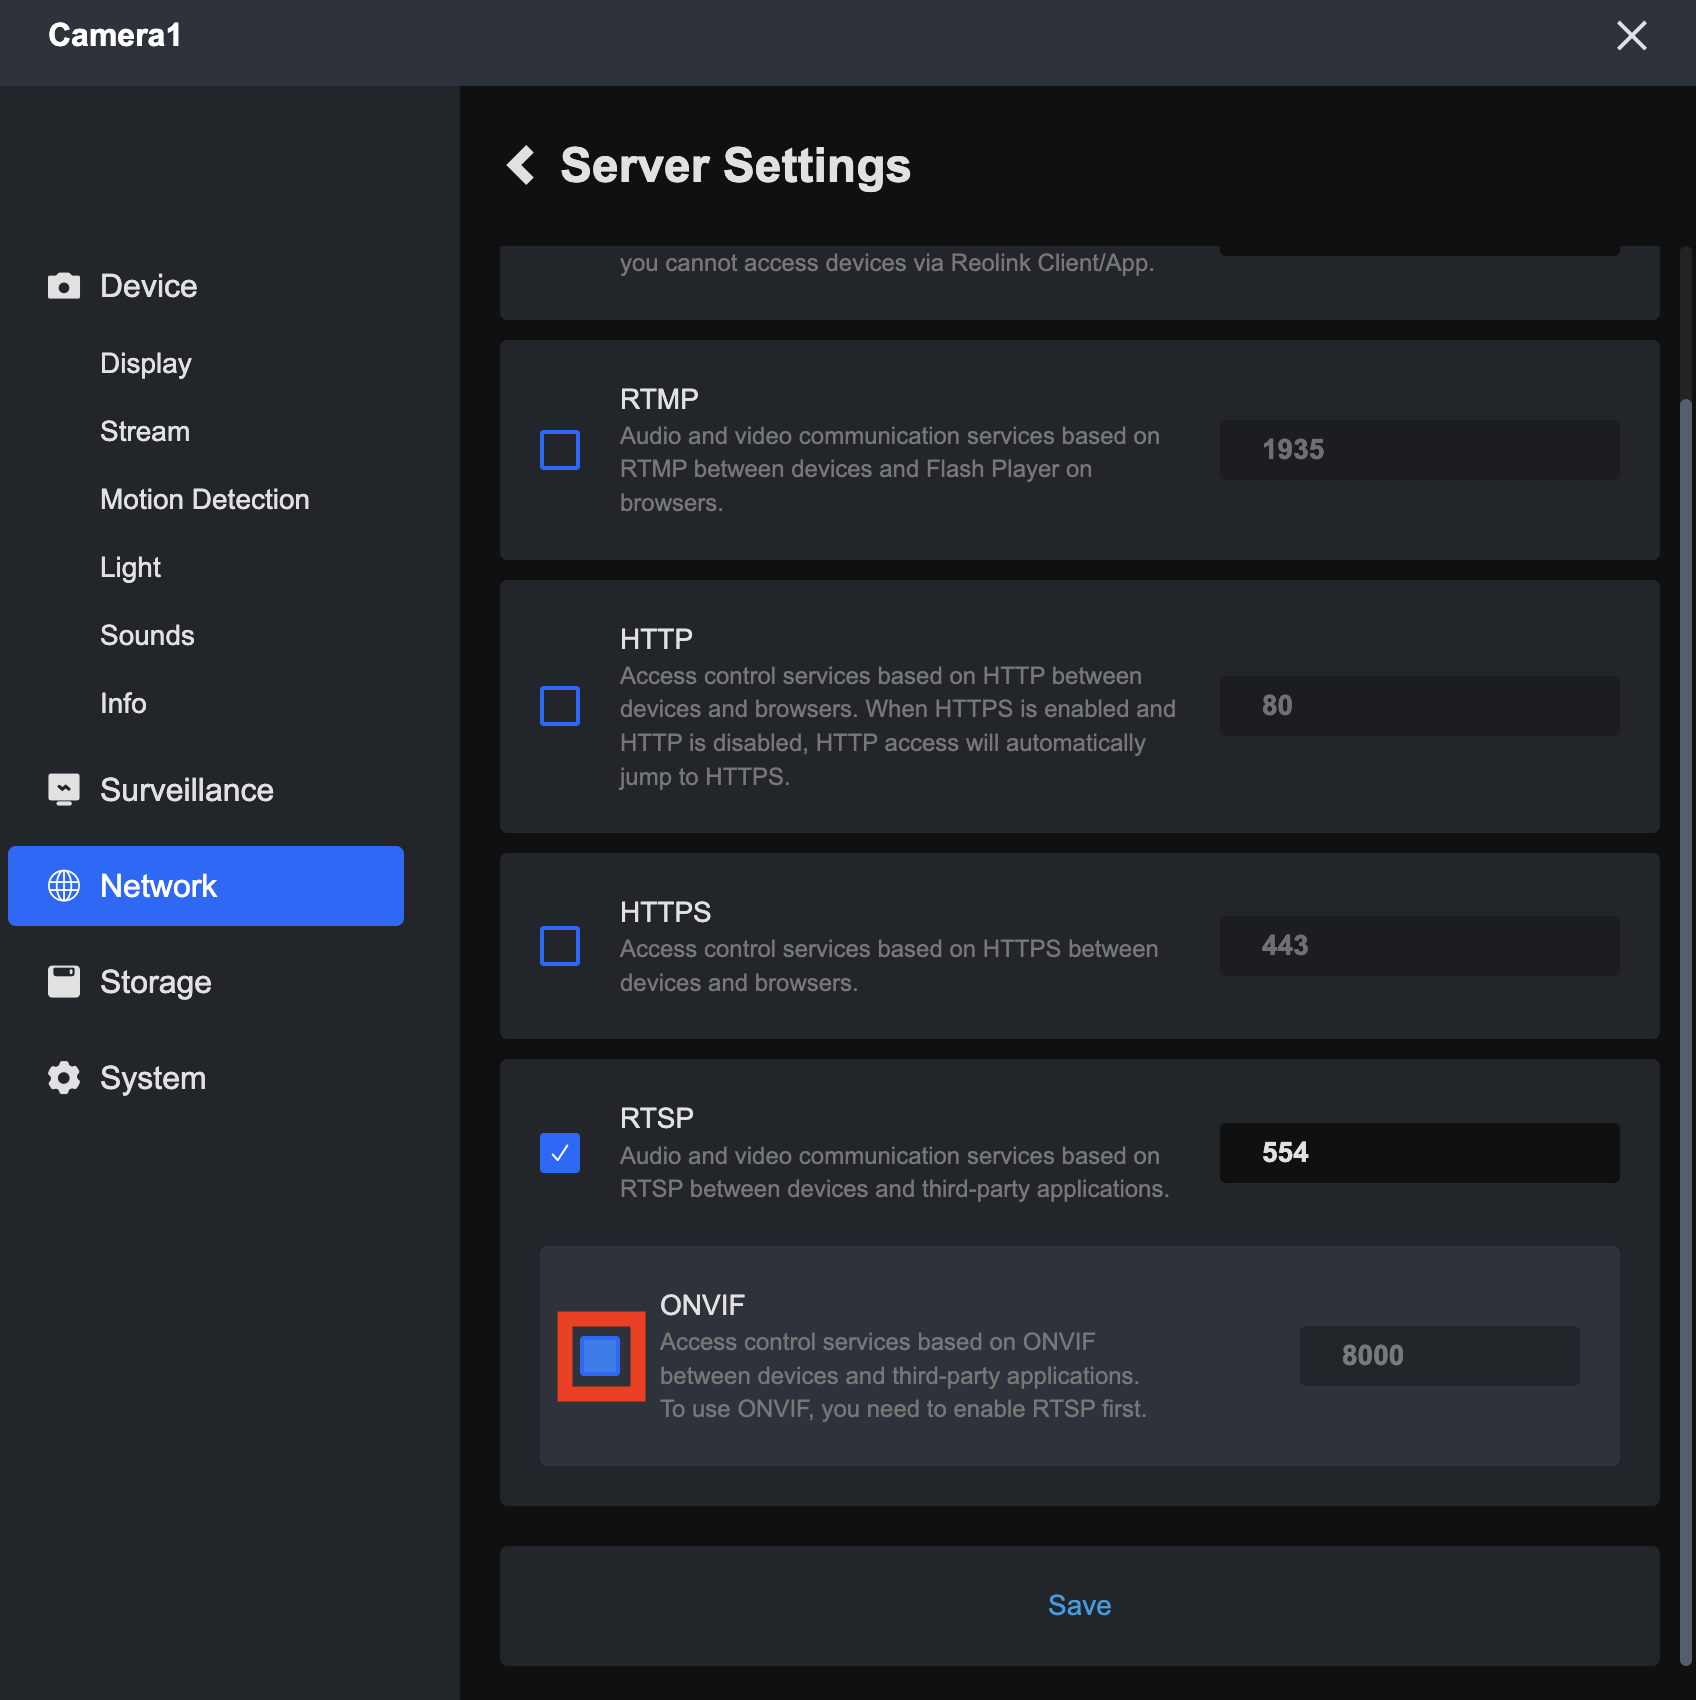 Camera1
Device
Display
Stream
Motion Detection
Light
Sounds
Info
Surveillance
Network
Storage
System
Server Settings
you cannot access devices via Reolink Client/App.
RTMP
Audio and video communication services based on
RTMP between devices and Flash Player on
browsers.
1935
HTTP
Access control services based on HTTP between
devices and browsers. When HTTPS is enabled and
HTTP is disabled, HTTP access will automatically
jump to HTTPS.
80
HTTPS
Access control services based on HTTPS between
devices and browsers.
443
RTSP
Audio and video communication services based on
RTSP between devices and third-party applications.
554
ONVIF
Access control services based on ONVIF
between devices and third-party applications.
To use ONVIF, you need to enable RTSP first.
8000
Save